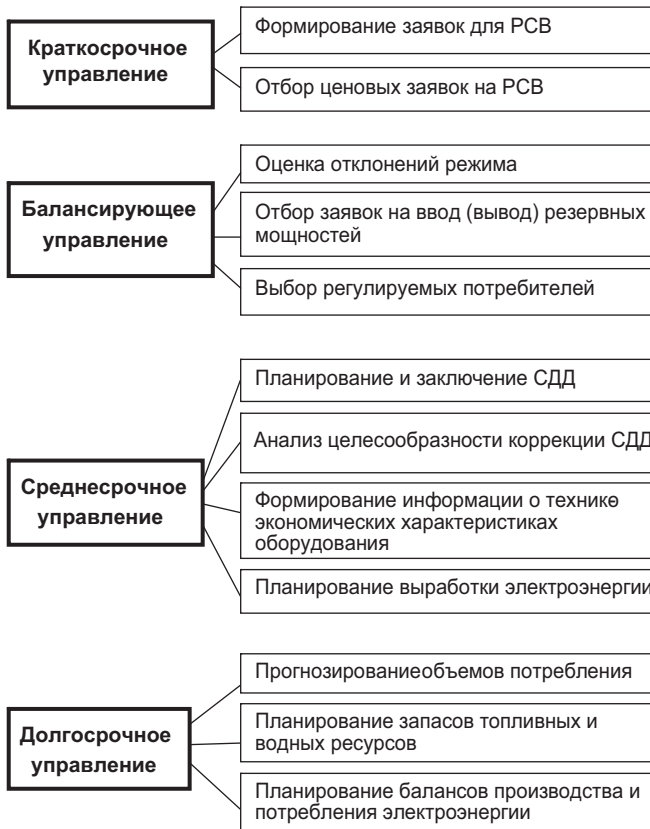 Краткосрочное
управление
Формирование заявок для РСВ
Отбор ценовых заявок на РСВ
Балансирующее
управление
Оценка отклонений режима
Отбор заявок на ввод (вывод) резервных
мощностей
Выбор регулируемых потребителей
Среднесрочное
управление
Планирование и заключение СДД
Анализ целесообразности коррекции СДД
Формирование информации о технико
экономических характеристиках
оборудования
Планирование выработки электроэнергии
Долгосрочное
управление
Прогнозированиеобъемов потребления
Планирование запасов топливных и
водных ресурсов
Планирование балансов производства и
потребления электроэнергии